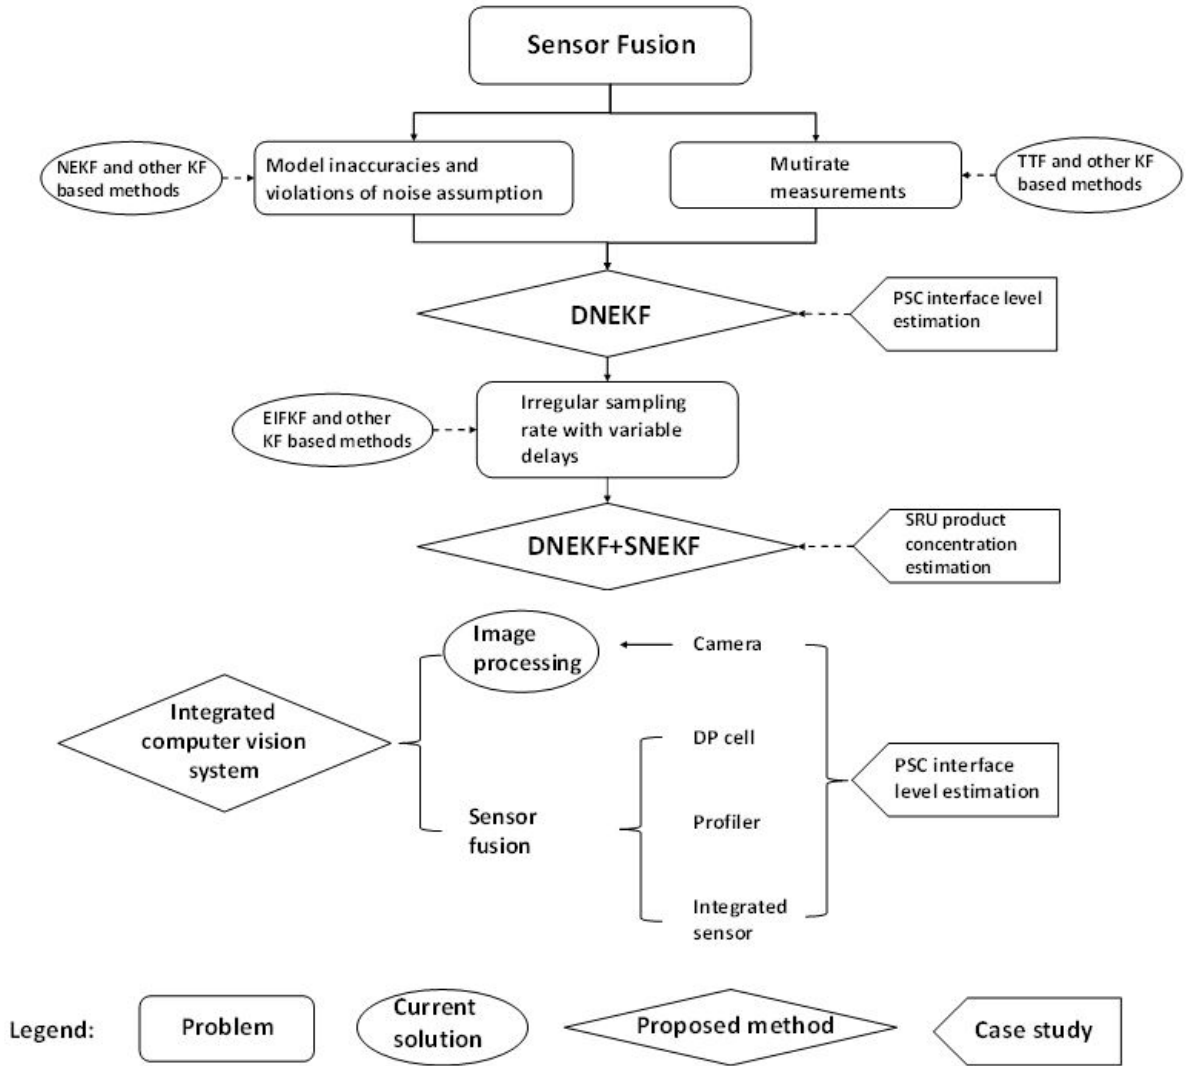 Sensor Fusion
NEKF and other KF
based methods
Model inaccuracies and
violations of noise assumption
Mutirate
measurements
TTF and other KF
based methods
DNEKF
PSC interface level
estimation
EIFKF and other
KF based methods
Irregular sampling
rate with variable
delays
DNEKF+SNEKF
SRU product
concentration
estimation
Image
processing
Camera
Integrated
computer vision
system
DP cell
PSC interface
level estimation
Sensor
fusion
Profiler
Integrated
sensor
Legend:
Problem
Current
solution
Proposed method
Case study